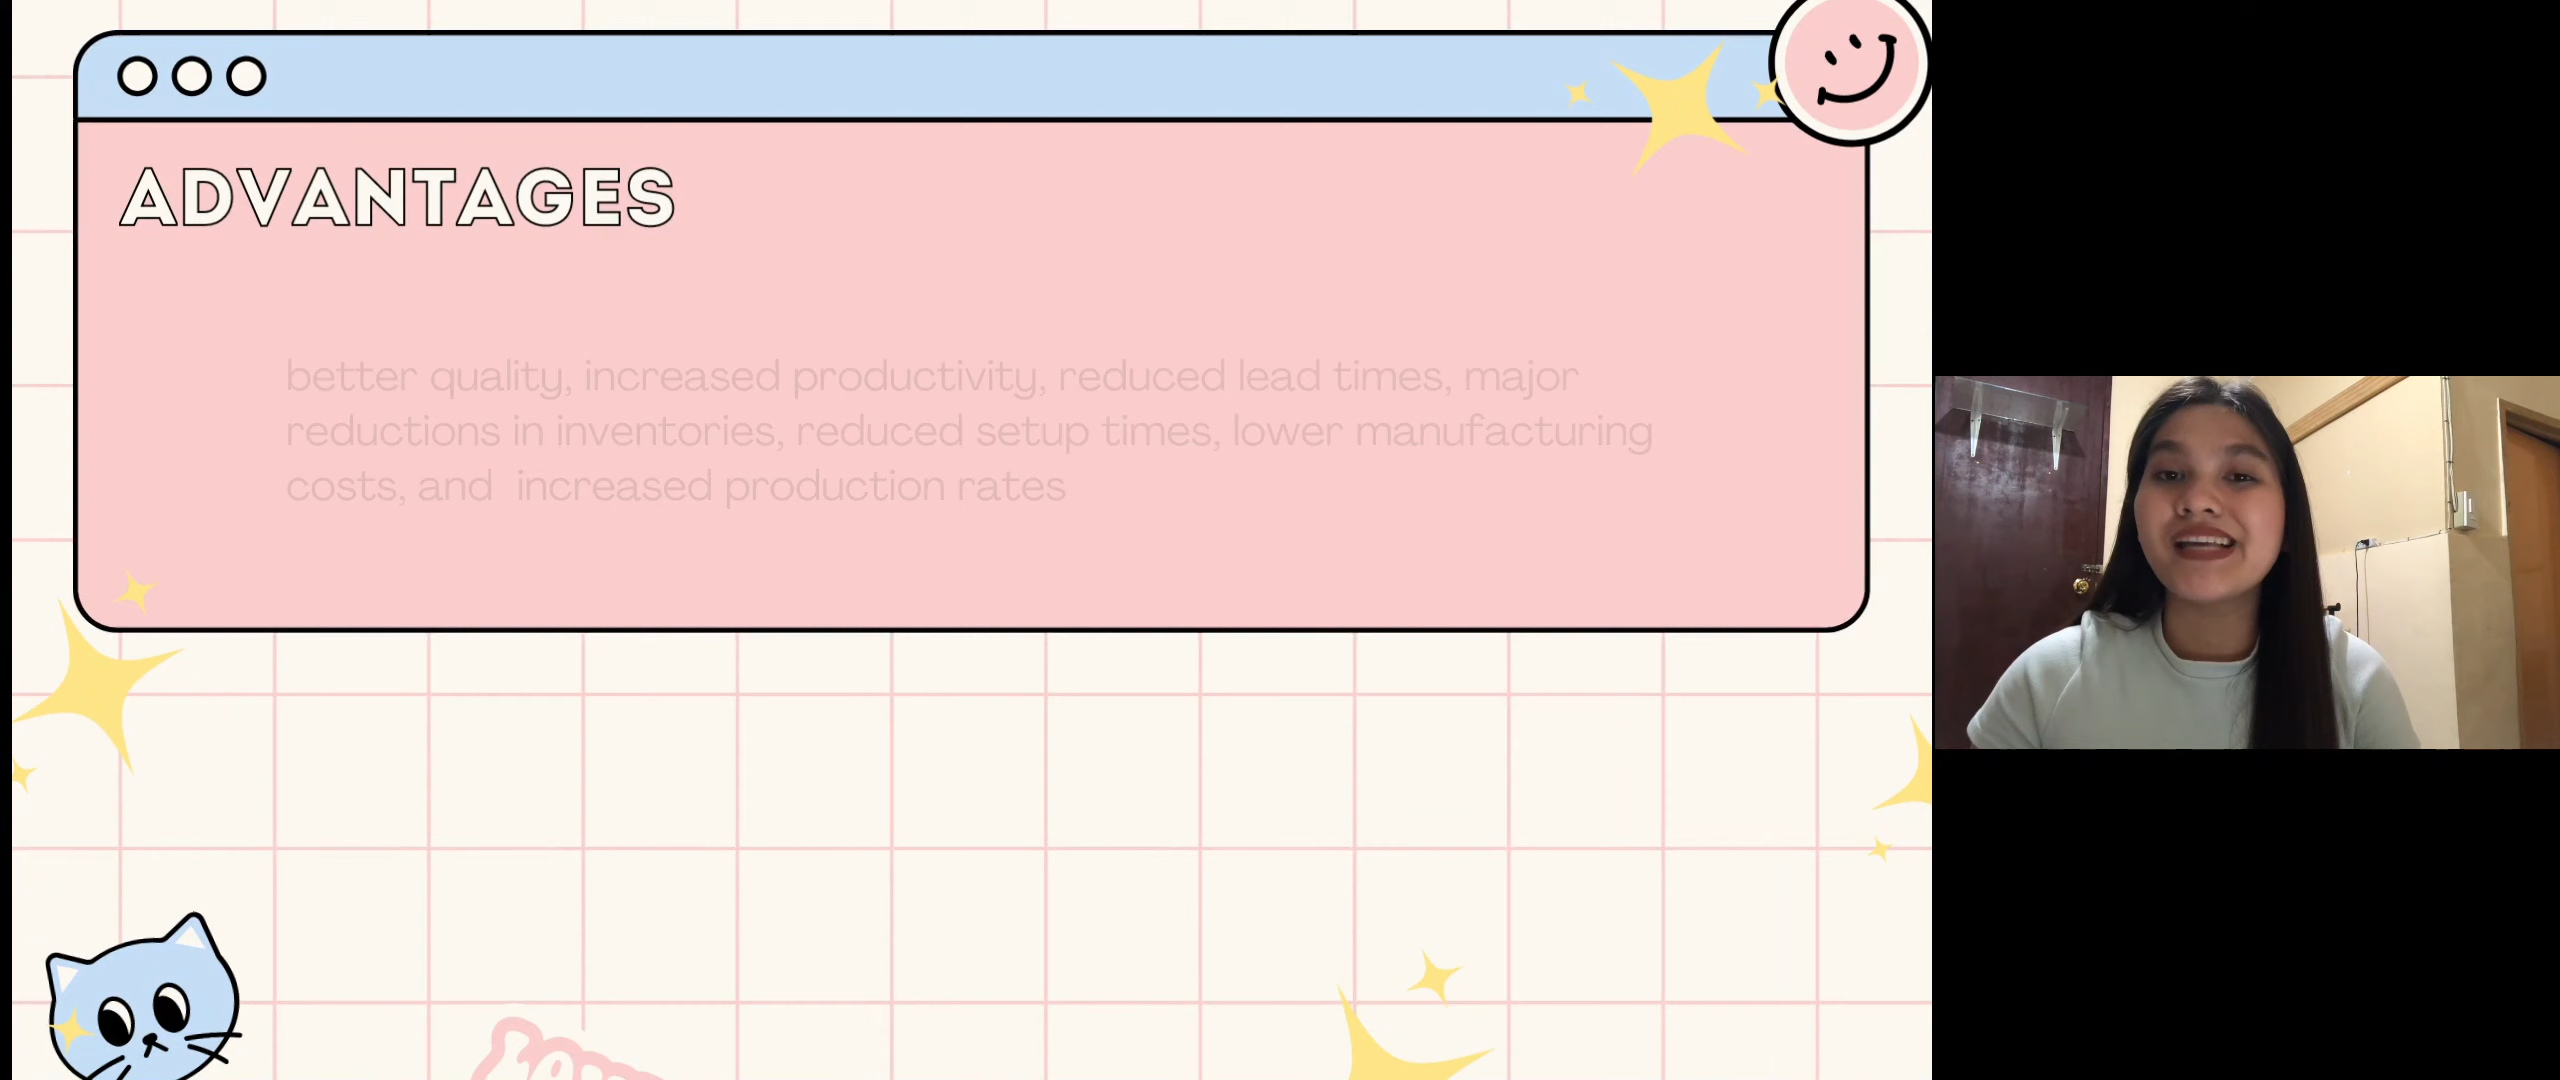 ADVANTAGES
better quality, increased productivity, reduced lead times, major
reductions in inventories, reduced setup times, lower manufacturing
costs, and  increased production rates